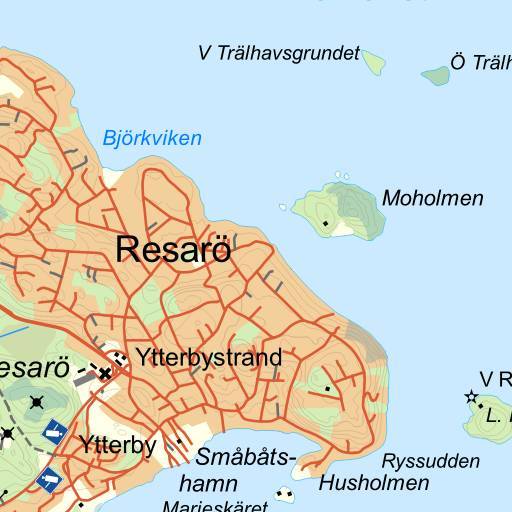 V Trälhavsgrundet
Ö Trälh
Björkviken
Moholmen
Resarö
esarö
Ytterbystrand
V R
L.
Ytterby
Småbåts-
hamn
Ryssudden
Husholmen
Marieskäret